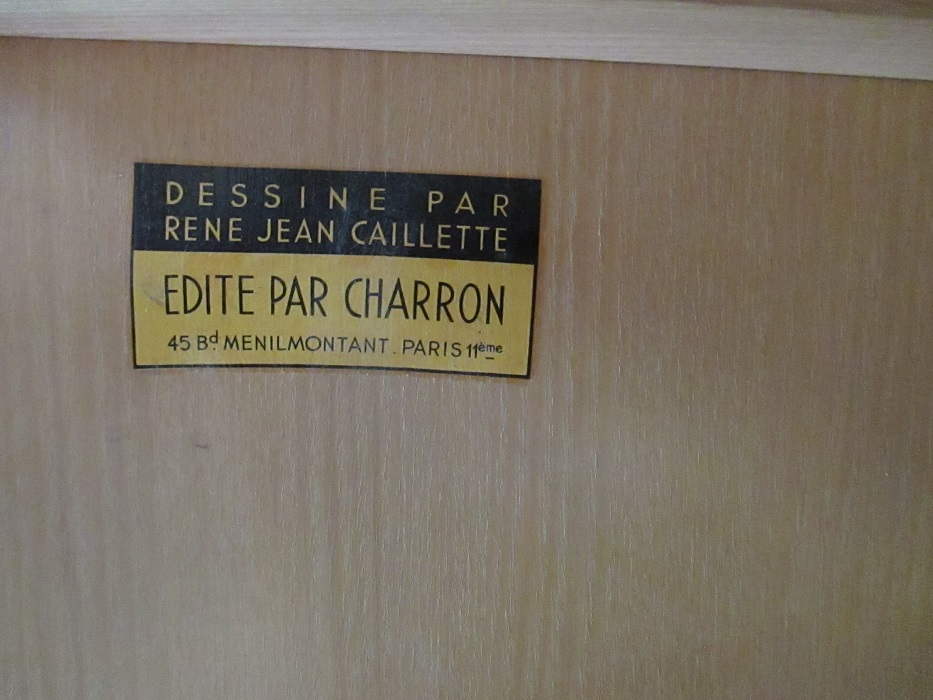 DESSINE PAR
RENE JEAN CAILLETTE
EDITE PAR CHARRON
45 Bd MENILMONTANT. PARIS 11ème